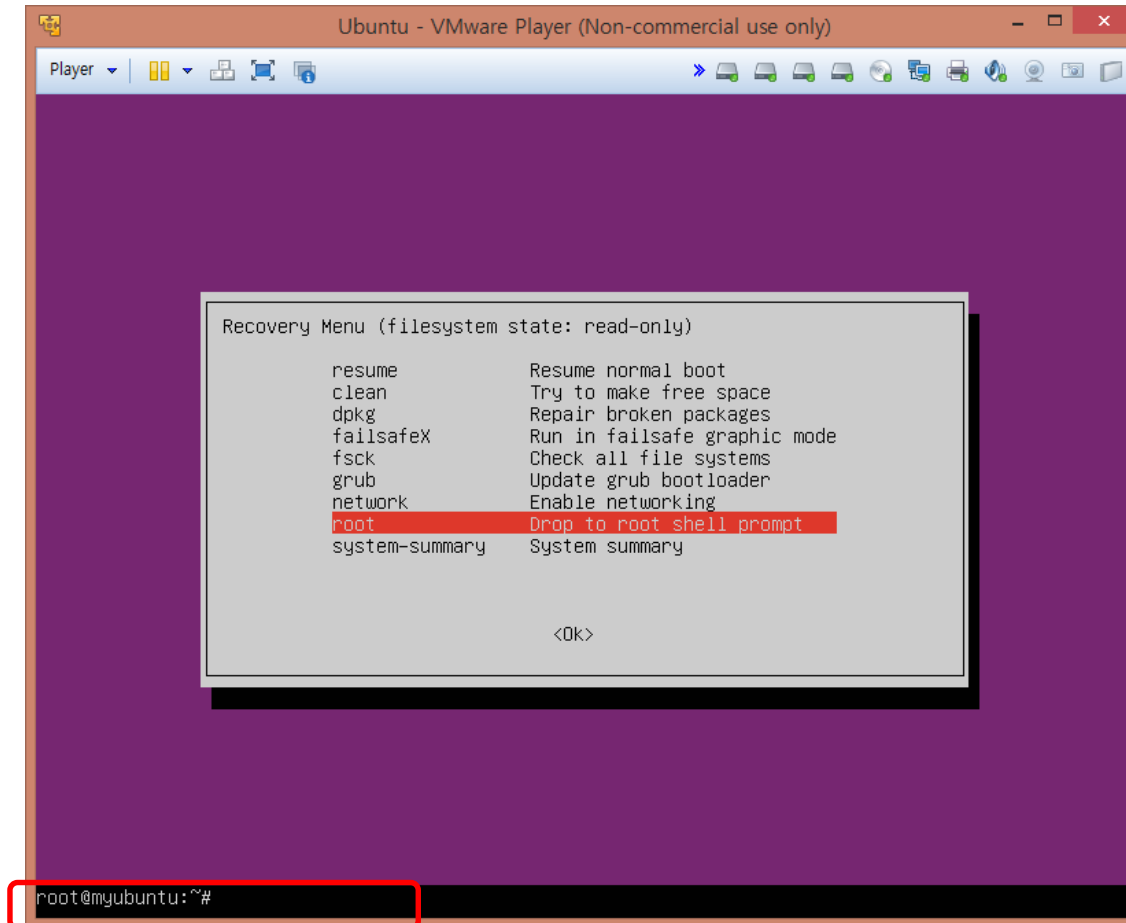 Ubuntu - VMware Player (Non-commercial use only)
Player
Recovery Menu (filesystem state: read-only)
resume Resume normal boot
clean Try to make free space
dpkg Repair broken packages
failsafeX Run in failsafe graphic mode
fsck Check all file systems
grub Update grub bootloader
network Enable networking
root Drop to root shell prompt
system-summary System summary
<Ok>
root@myubuntu:~#